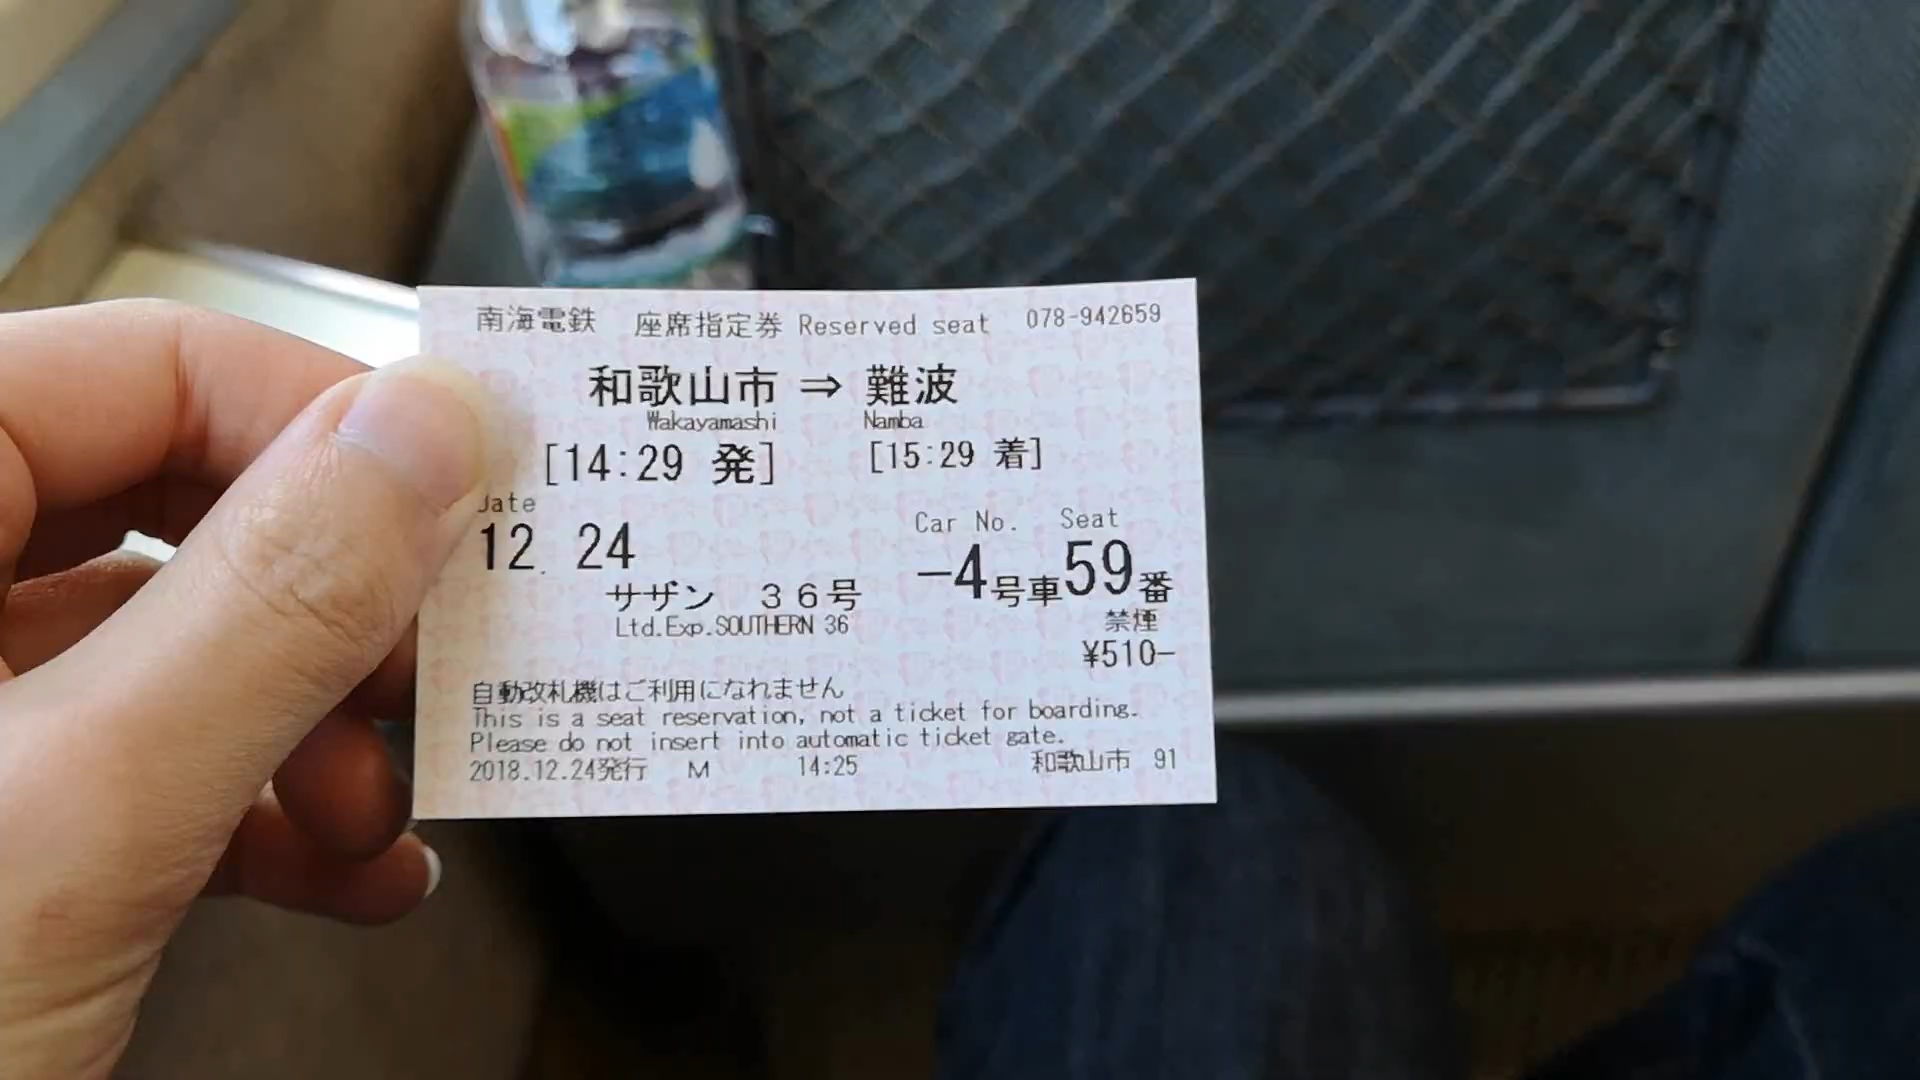 南海電鉄 座席指定券 Reserved seat 078-942659
和歌山市 ⇒ 難波
Wakayamashi Namba
[14:29 発] [15:29 着]
Date
12. 24
Car No. Seat
-4号車59番
サザン 36号
Ltd.Exp.SOUTHERN 36
禁煙
¥510-
自動改札機はご利用になれません
This is a seat reservation, not a ticket for boarding.
Please do not insert into automatic ticket gate.
2018.12.24発行 M 14:25 和歌山市 91